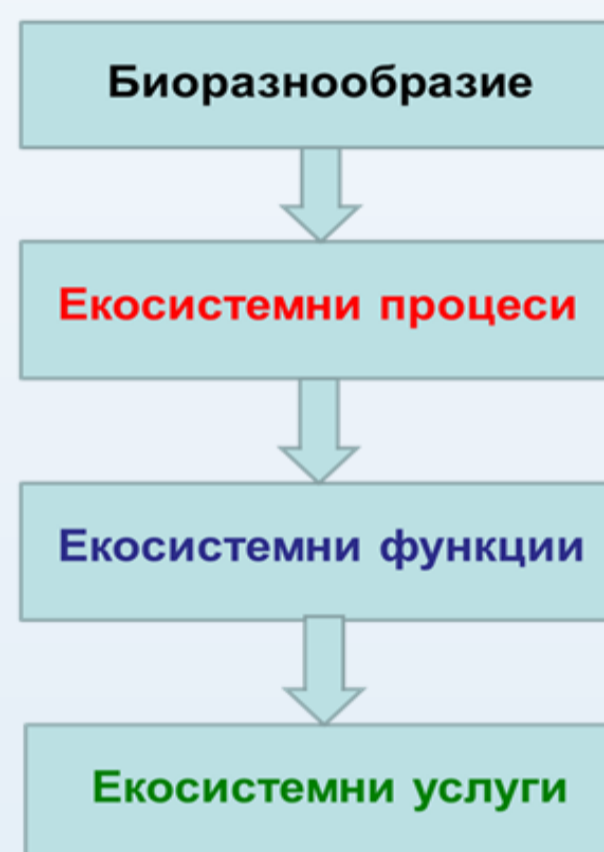 Биоразнообразие
Екосистемни процеси
Екосистемни функции
Екосистемни услуги